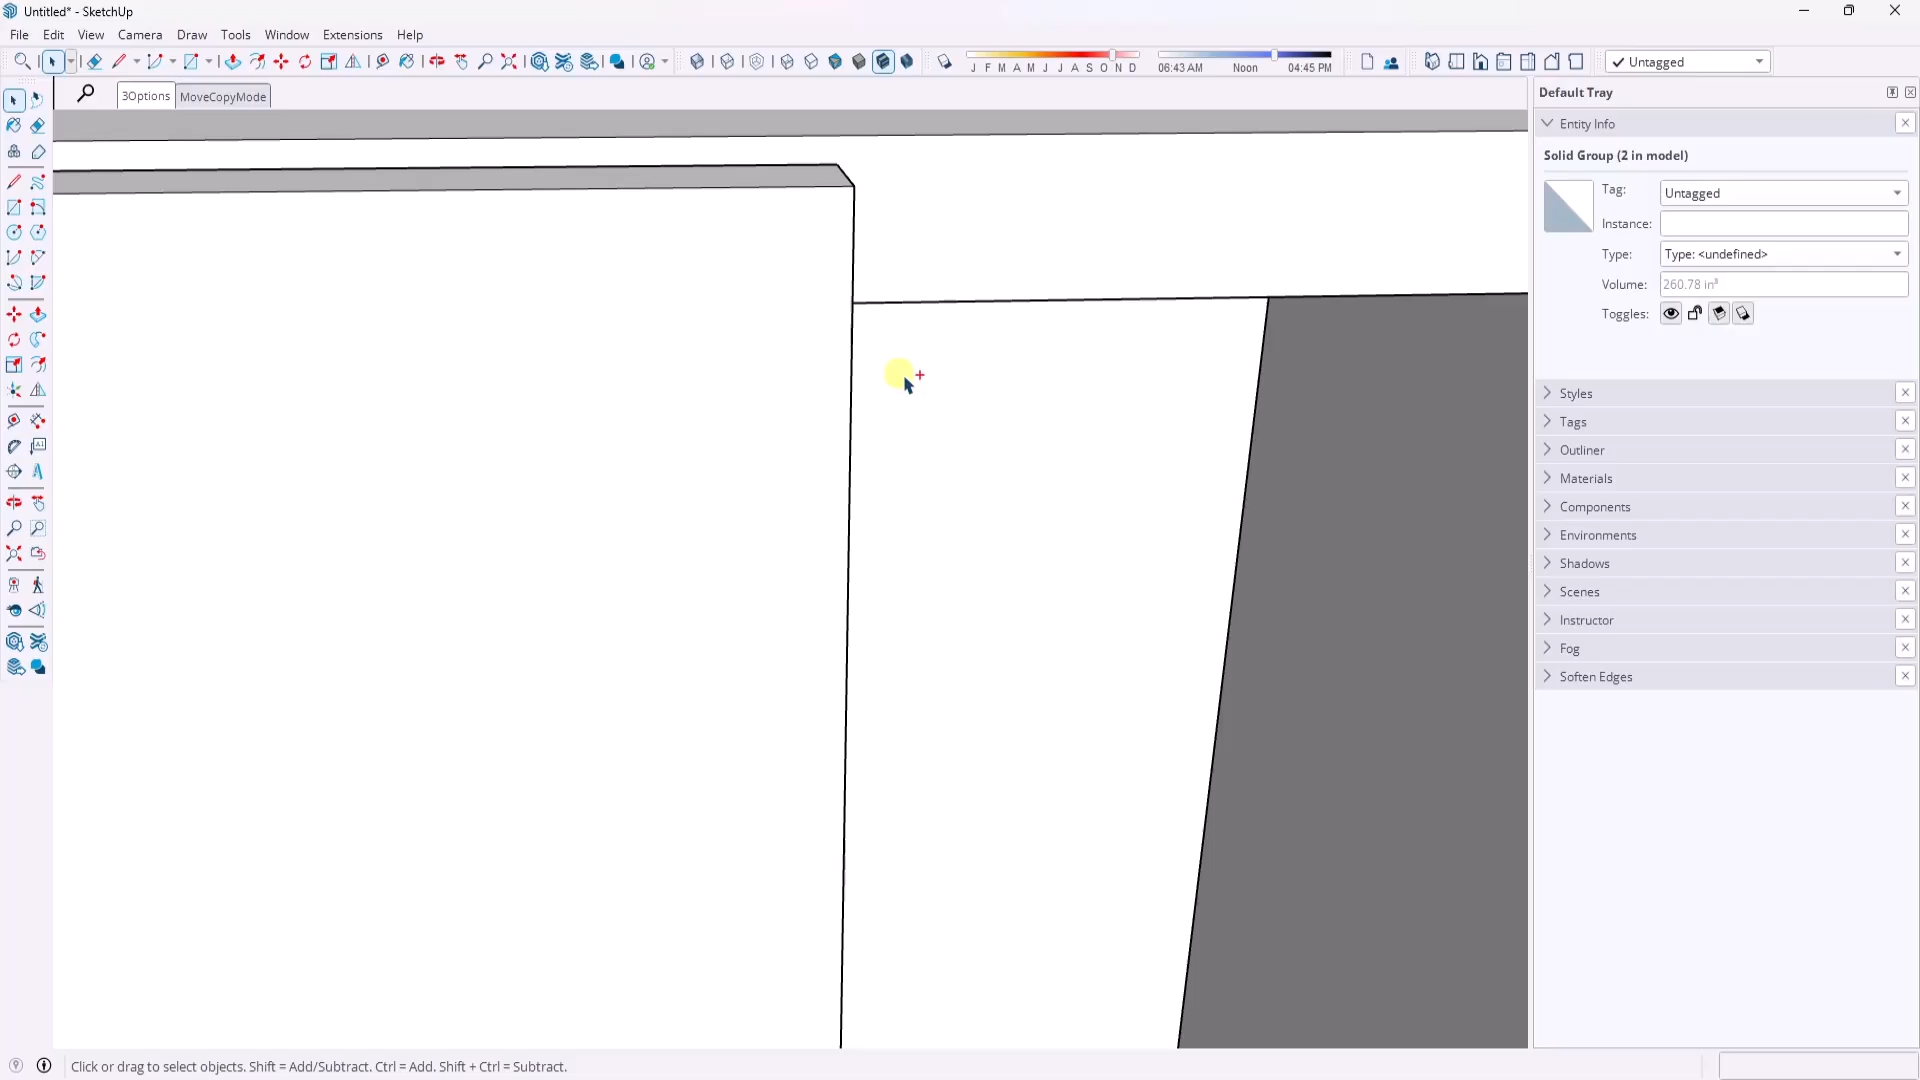 Untitled* - SketchUp
File Edit View Camera Draw Tools Window Extensions Help
J F M A M J J A S O N D
06:43 AM Noon 04:45 PM
Untagged
3Options MoveCopyMode
Default Tray
Entity Info
Solid Group (2 in model)
Tag: Untagged
Instance:
Type: Type: <undefined>
Volume: 260.78 in³
Toggles:
Styles
Tags
Outliner
Materials
Components
Environments
Shadows
Scenes
Instructor
Fog
Soften Edges
Click or drag to select objects. Shift = Add/Subtract. Ctrl = Add. Shift + Ctrl = Subtract.